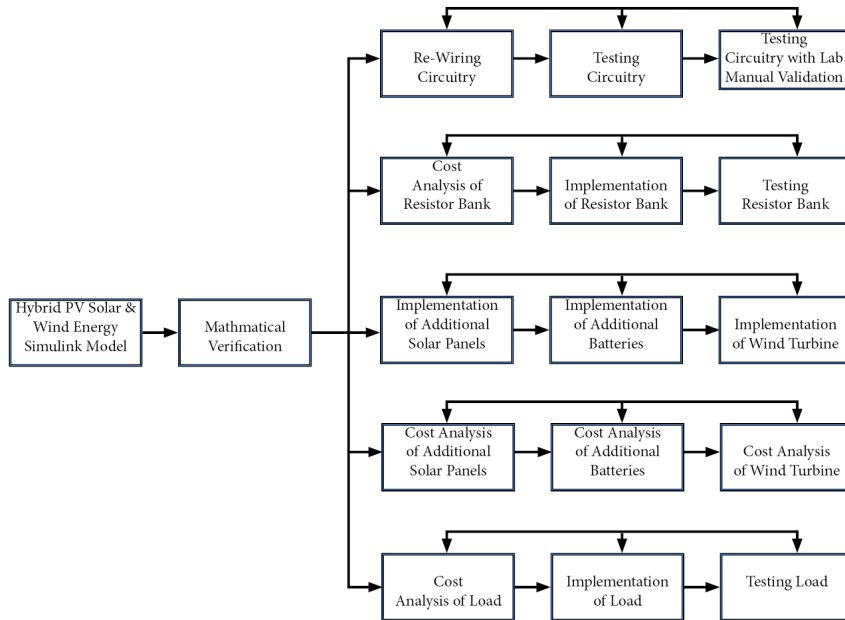 Re-Wiring
Circuitry
Testing
Circuitry
Testing
Circuitry with Lab
Manual Validation
Cost
Analysis of
Resistor Bank
Implementation
of Resistor Bank
Testing
Resistor Bank
Hybrid PV Solar &
Wind Energy
Simulink Model
Mathmatical
Verification
Implementation
of Additional
Solar Panels
Implementation
of Additional
Batteries
Implementation
of Wind Turbine
Cost Analysis
of Additional
Solar Panels
Cost Analysis
of Additional
Batteries
Cost Analysis
of Wind Turbine
Cost
Analysis of Load
Implementation
of Load
Testing Load